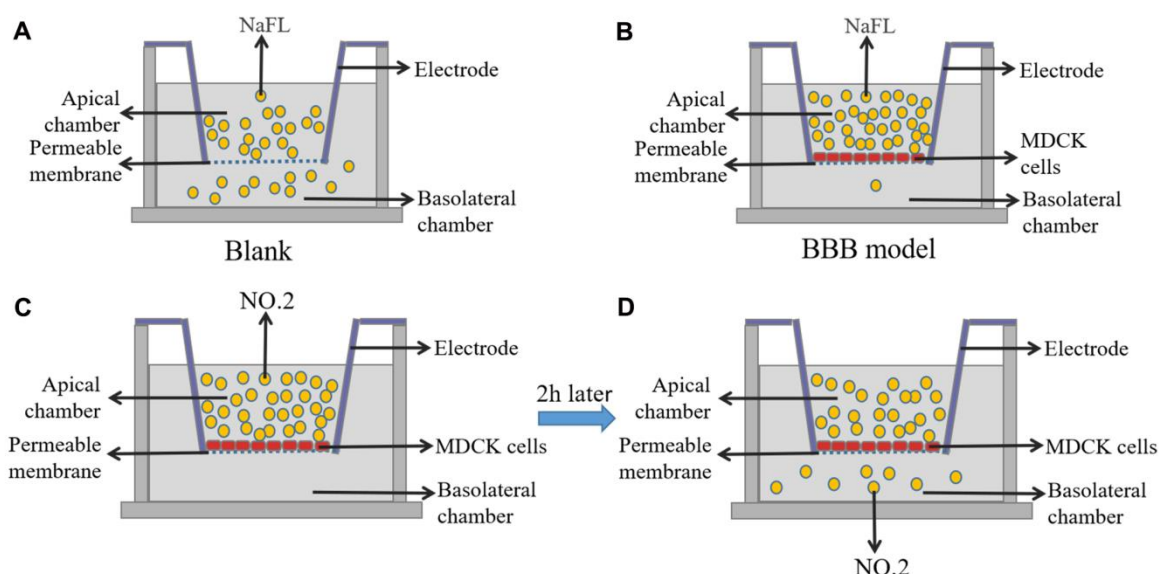 A
NaFL
Electrode
Apical
chamber
Permeable
membrane
Basolateral
chamber
Blank
B
NaFL
Electrode
Apical
chamber
MDCK
cells
Permeable
membrane
Basolateral
chamber
BBB model
C
NO.2
Electrode
Apical
chamber
Permeable
membrane
MDCK cells
Basolateral
chamber
2h later
D
Electrode
Apical
chamber
Permeable
membrane
MDCK cells
Basolateral
chamber
NO.2